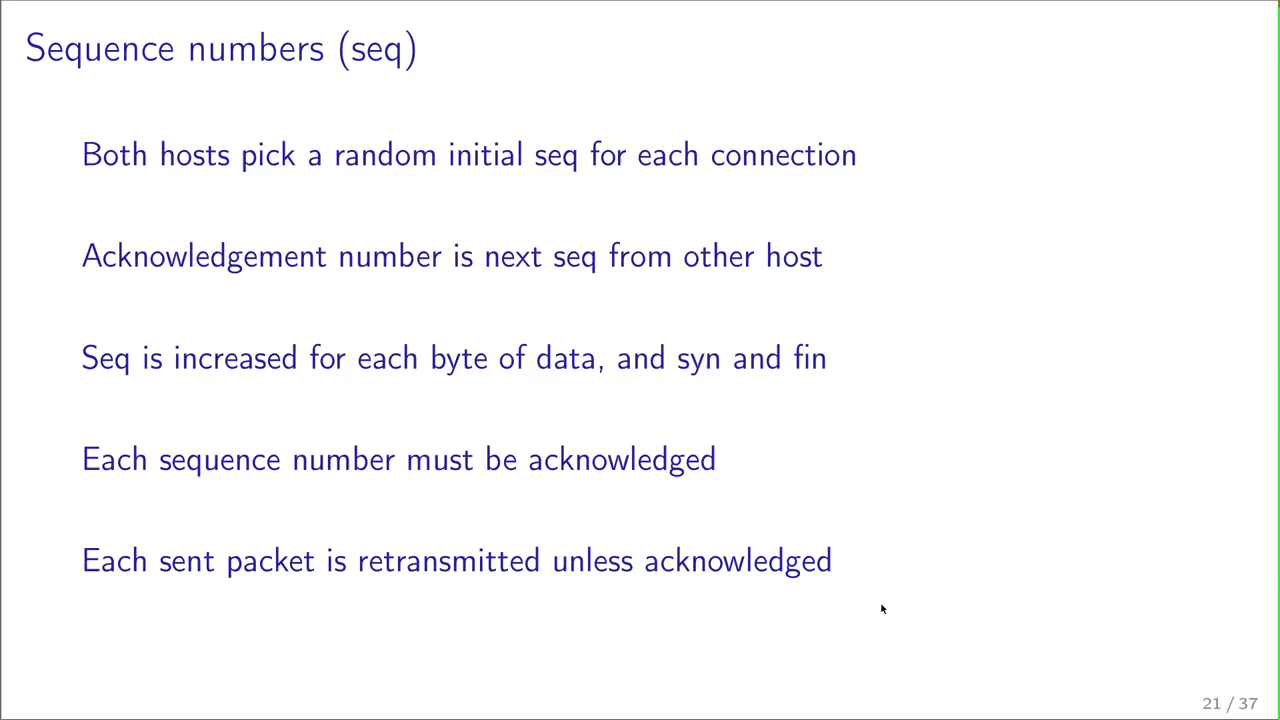 Sequence numbers (seq)
Both hosts pick a random initial seq for each connection
Acknowledgement number is next seq from other host
Seq is increased for each byte of data, and syn and fin
Each sequence number must be acknowledged
Each sent packet is retransmitted unless acknowledged
21 / 37